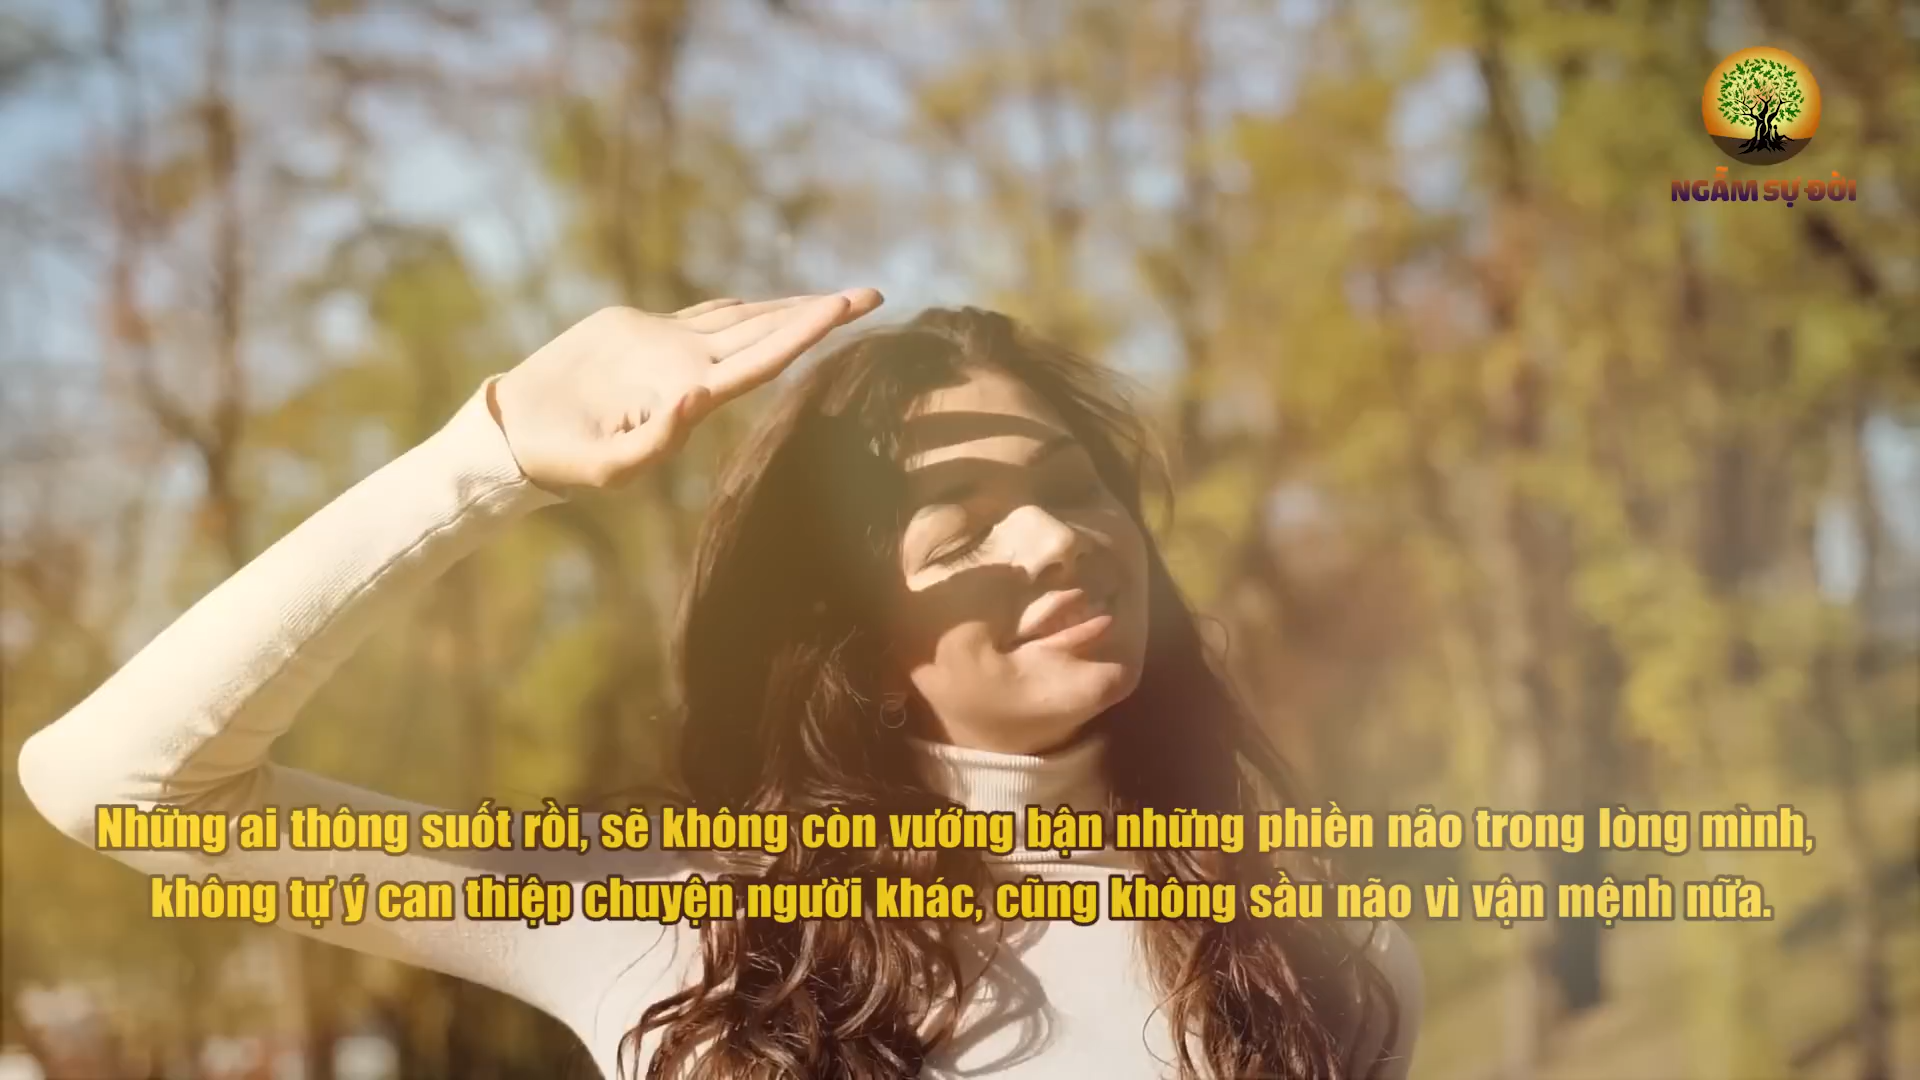 NGẪM SỰ ĐỜI
Những ai thông suốt rồi, sẽ không còn vướng bận những phiền não trong lòng mình,
không tự ý can thiệp chuyện người khác, cũng không sầu não vì vận mệnh nữa.